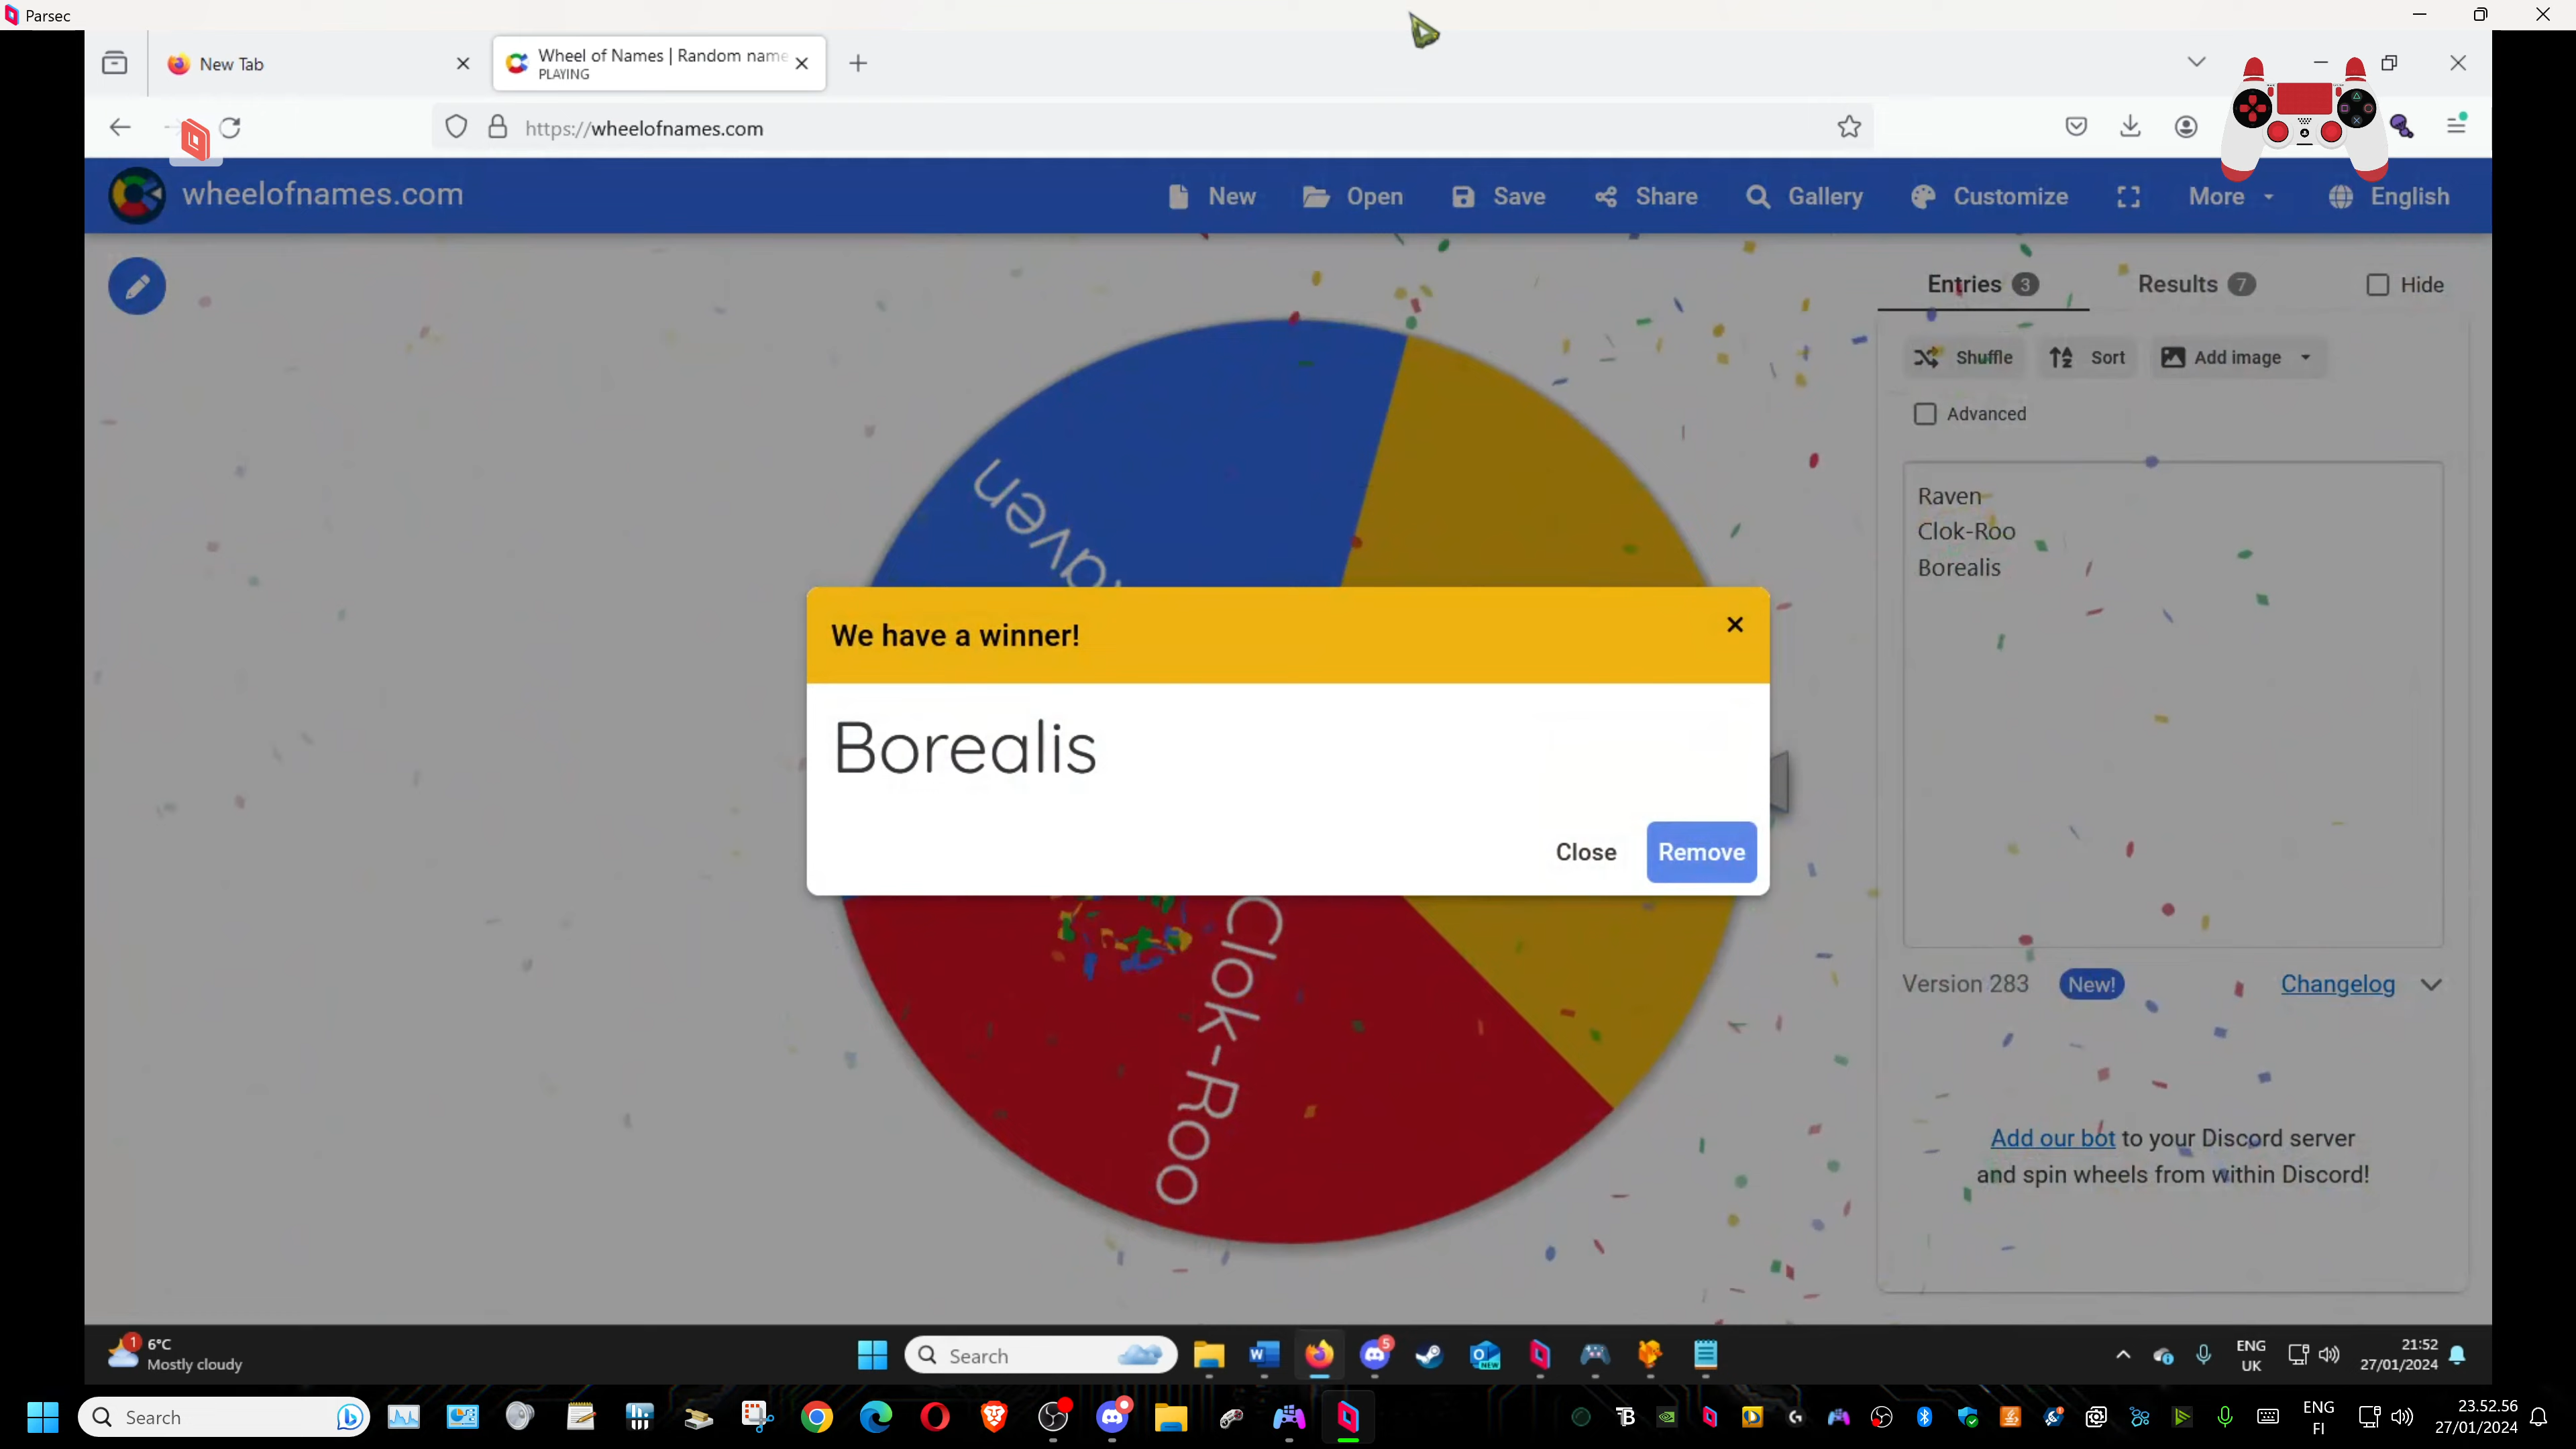 Parsec
New Tab
Wheel of Names | Random name
PLAYING
https://wheelofnames.com
wheelofnames.com
New
Open
Save
Share
Gallery
Customize
More
English
Entries 3
Results 7
Hide
Shuffle
Sort
Add image
Advanced
Raven
Clok-Roo
Borealis
aven
We have a winner!
Borealis
Close
Remove
Clok-Roo
Version 283
New!
Changelog
Add our bot to your Discord server
and spin wheels from within Discord!
1
6°C
Mostly cloudy
Search
5
ENG
UK
21:52
27/01/2024
Search
ENG
FI
23.52.56
27/01/2024